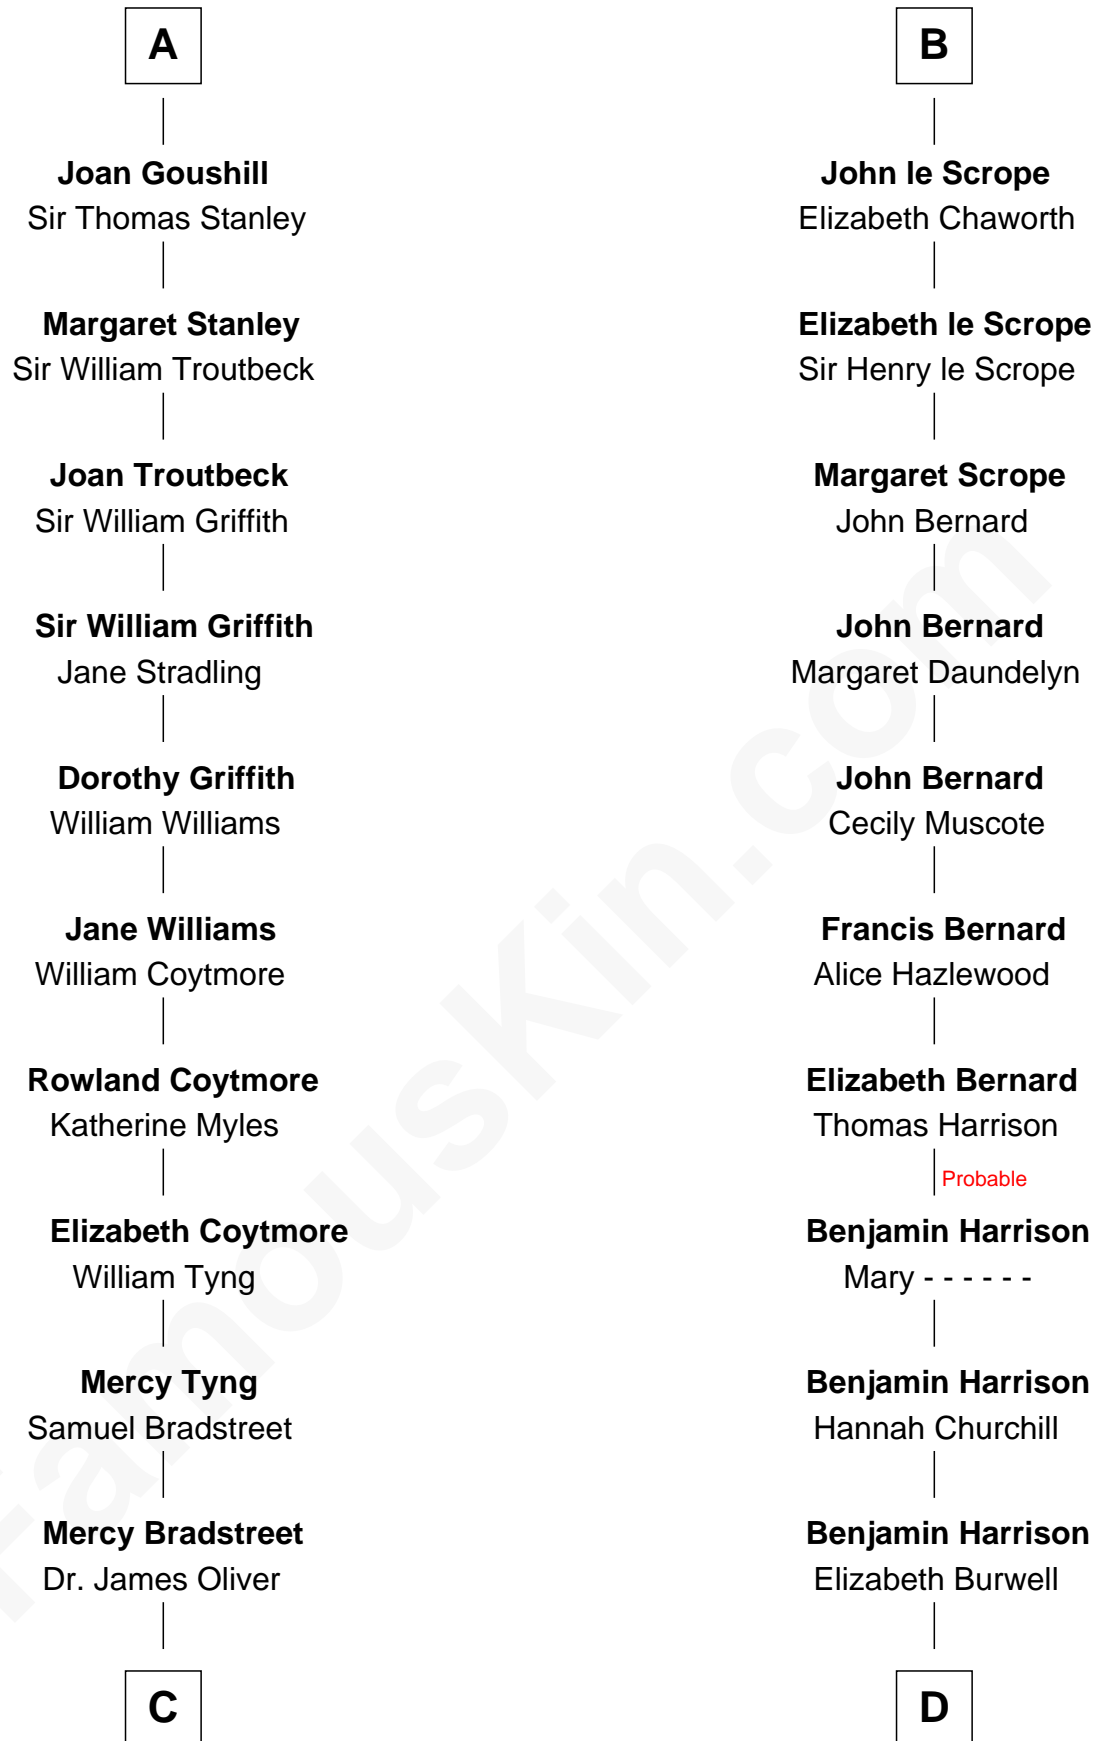 A
Joan Goushill
Sir Thomas Stanley
Margaret Stanley
Sir William Troutbeck
Joan Troutbeck
Sir William Griffith
Sir William Griffith
Jane Stradling
Dorothy Griffith
William Williams
Jane Williams
William Coytmore
Rowland Coytmore
Katherine Myles
Elizabeth Coytmore
William Tyng
Mercy Tyng
Samuel Bradstreet
Mercy Bradstreet
Dr. James Oliver
C
B
John le Scrope
Elizabeth Chaworth
Elizabeth le Scrope
Sir Henry le Scrope
Margaret Scrope
John Bernard
John Bernard
Margaret Daundelyn
John Bernard
Cecily Muscote
Francis Bernard
Alice Hazlewood
Elizabeth Bernard
Thomas Harrison
Probable
Benjamin Harrison
Mary - - - - - -
Benjamin Harrison
Hannah Churchill
Benjamin Harrison
Elizabeth Burwell
D
FamousKin.com